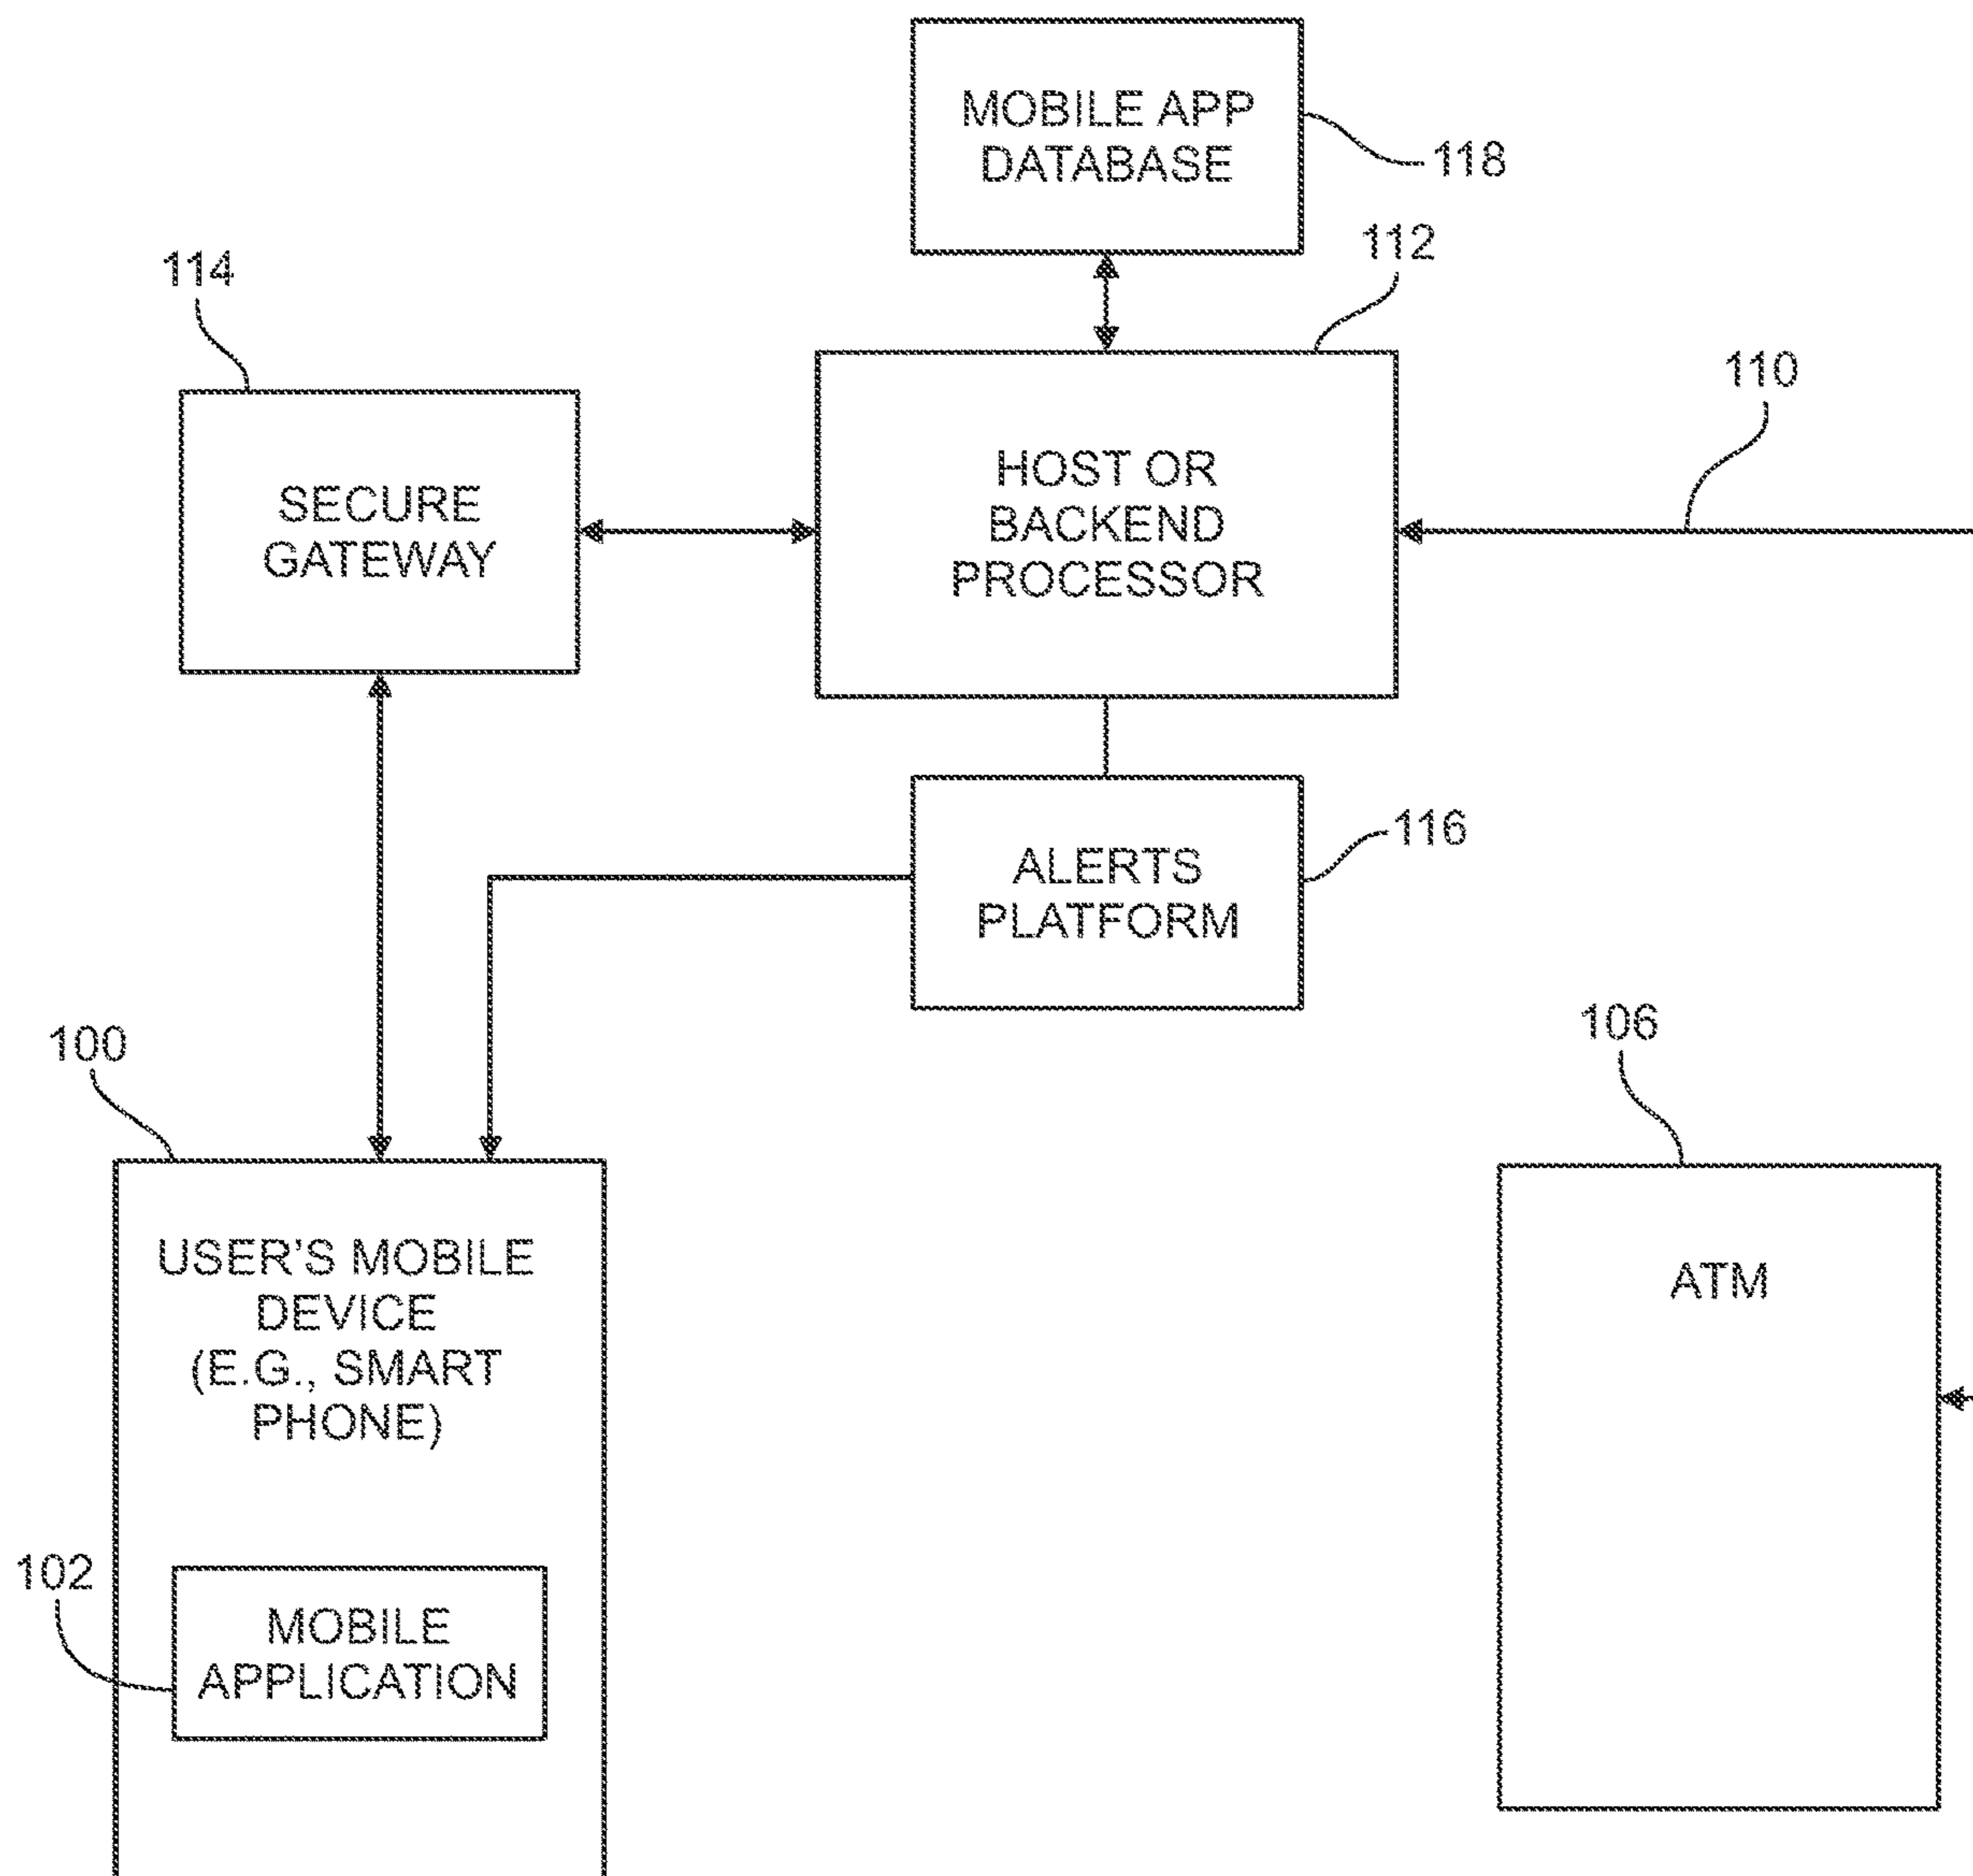 MOBILE APP
DATABASE
118
112
114
110
SECURE
GATEWAY
HOST OR
BACKEND
PROCESSOR
ALERTS
PLATFORM
116
100
106
USER'S MOBILE
DEVICE
(E.G., SMART
PHONE)
ATM
102
MOBILE
APPLICATION